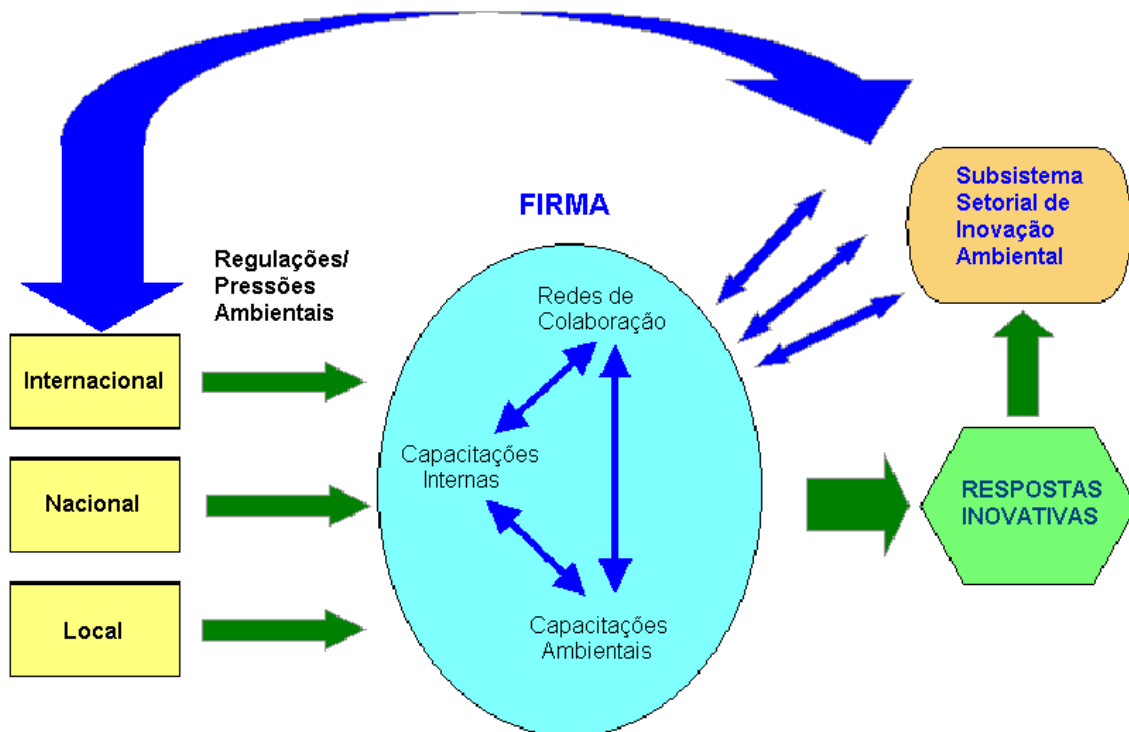 FIRMA
Subsistema
Setorial de
Inovação
Ambiental
Regulações/
Pressões
Ambientais
Redes de
Colaboração
Internacional
Capacitações
Internas
Nacional
RESPOSTAS
INOVATIVAS
Local
Capacitações
Ambientais